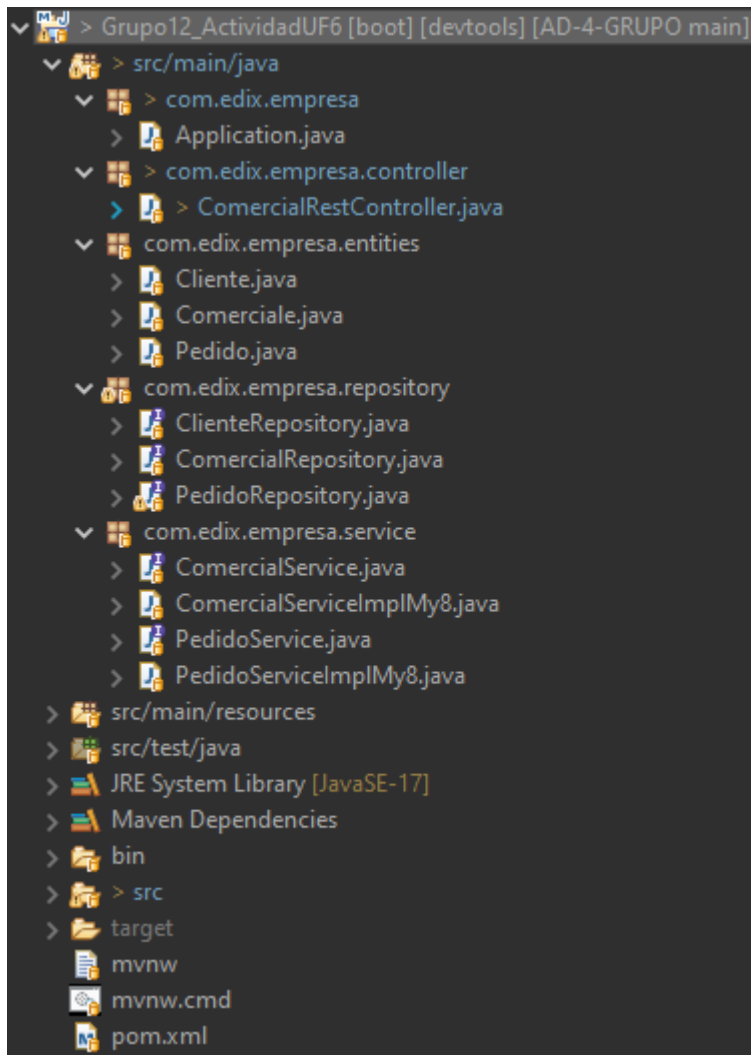 > Grupo12_ActividadUF6 [boot] [devtools] [AD-4-GRUPO main]
> src/main/java
> com.edix.empresa
Application.java
> com.edix.empresa.controller
> ComercialRestController.java
com.edix.empresa.entities
Cliente.java
Comerciale.java
Pedido.java
com.edix.empresa.repository
ClienteRepository.java
ComercialRepository.java
PedidoRepository.java
com.edix.empresa.service
ComercialService.java
ComercialServiceImplMy8.java
PedidoService.java
PedidoServiceImplMy8.java
src/main/resources
src/test/java
JRE System Library [JavaSE-17]
Maven Dependencies
bin
> src
target
mvnw
mvnw.cmd
pom.xml